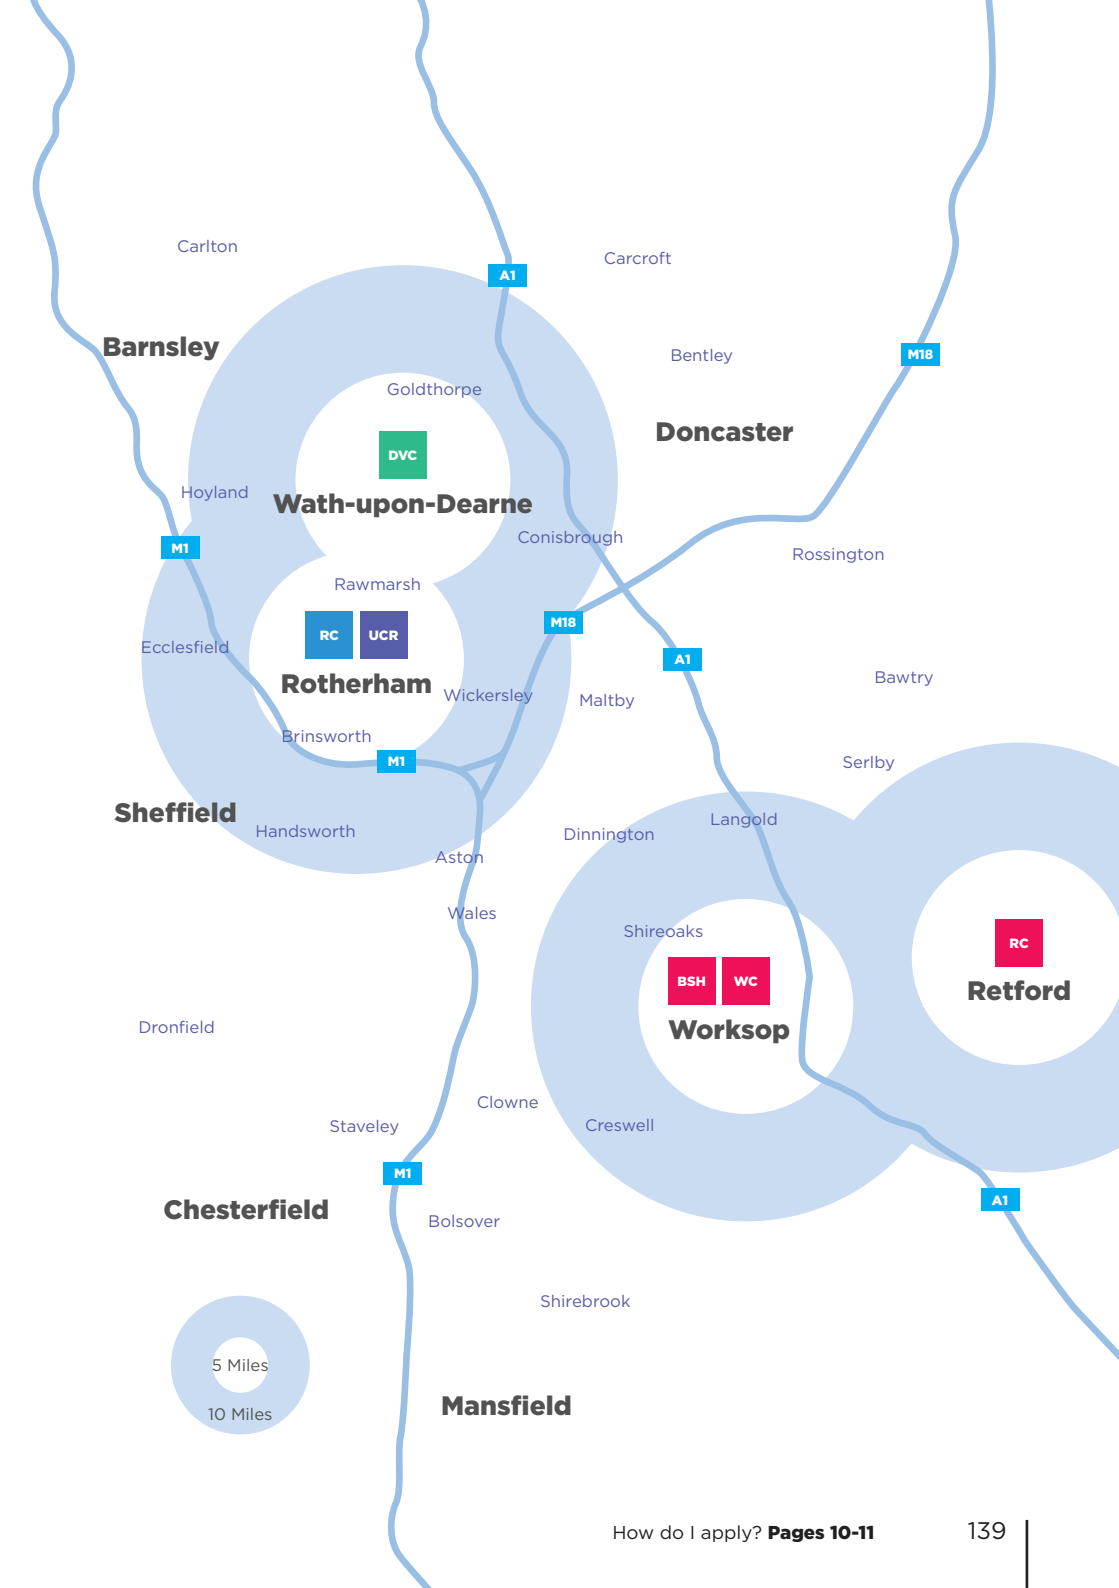 Carlton
Carcroft
A1
Barnsley
M18
Bentley
Goldthorpe
Doncaster
DVC
Hoyland
Wath-upon-Dearne
Conisbrough
M1
Rossington
Rawmarsh
M18
RC
UCR
Ecclesfield
A1
Rotherham
Wickersley
Maltby
Bawtry
Brinsworth
M1
Serlby
Sheffield
Langold
Handsworth
Dinnington
Aston
Wales
Shireoaks
RC
BSH
WC
Retford
Dronfield
Worksop
Clowne
Staveley
Creswell
M1
A1
Chesterfield
Bolsover
Shirebrook
5 Miles
10 Miles
Mansfield
How do I apply? Pages 10-11
139